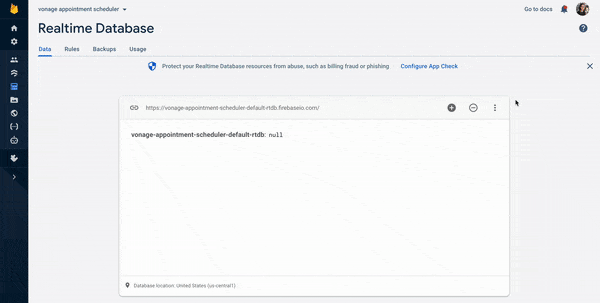 vonage appointment scheduler
Go to docs
Realtime Database
Data Rules Backups Usage
Protect your Realtime Database resources from abuse, such as billing fraud or phishing Configure App Check
https://vonage-appointment-scheduler-default-rtdb.firebaseio.com/
vonage-appointment-scheduler-default-rtdb: null
Database location: United States (us-central1)